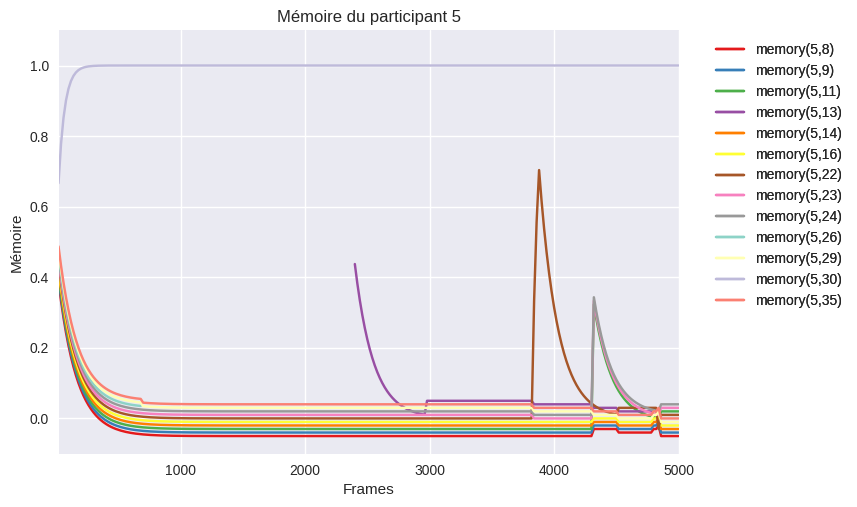 Mémoire du participant 5
Mémoire
1.0
0.8
0.6
0.4
0.2
0.0
1000 2000 3000 4000 5000
Frames
memory(5,8)
memory(5,9)
memory(5,11)
memory(5,13)
memory(5,14)
memory(5,16)
memory(5,22)
memory(5,23)
memory(5,24)
memory(5,26)
memory(5,29)
memory(5,30)
memory(5,35)